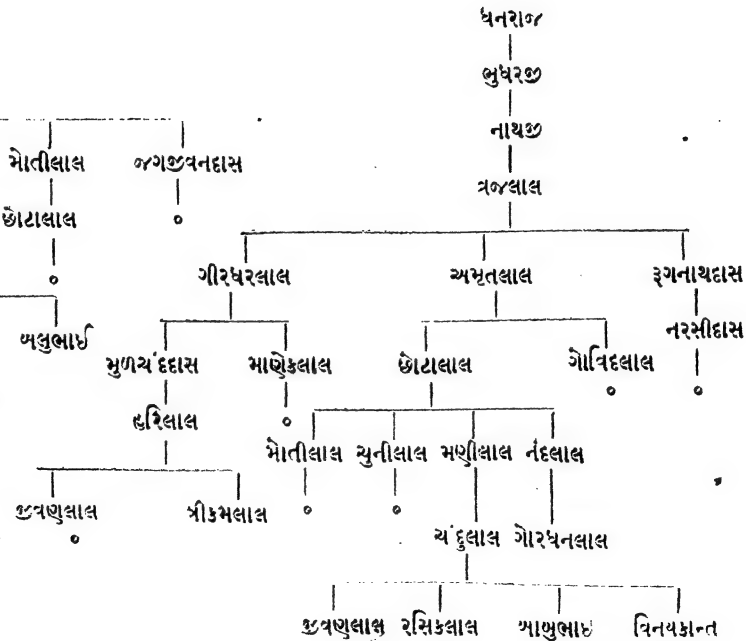 ધનરાજ
ભુધરજી
નાથજી
મોતીલાલ જગજીવનદાસ
વ્રજલાલ
છોટાલાલ
ગીરધરલાલ અમૃતલાલ રૂગનાથદાસ
બલુભાઈ નરસીદાસ
મુળચંદદાસ માણેકલાલ છોટાલાલ ગોવિંદલાલ
હરિલાલ
મોતીલાલ ચુનીલાલ મણીલાલ નંદલાલ
જીવણલાલ ત્રીકમલાલ
ચંદુલાલ ગોરધનલાલ
જીવણલાલ રસિકલાલ બાબુભાઇ વિનયકાન્ત